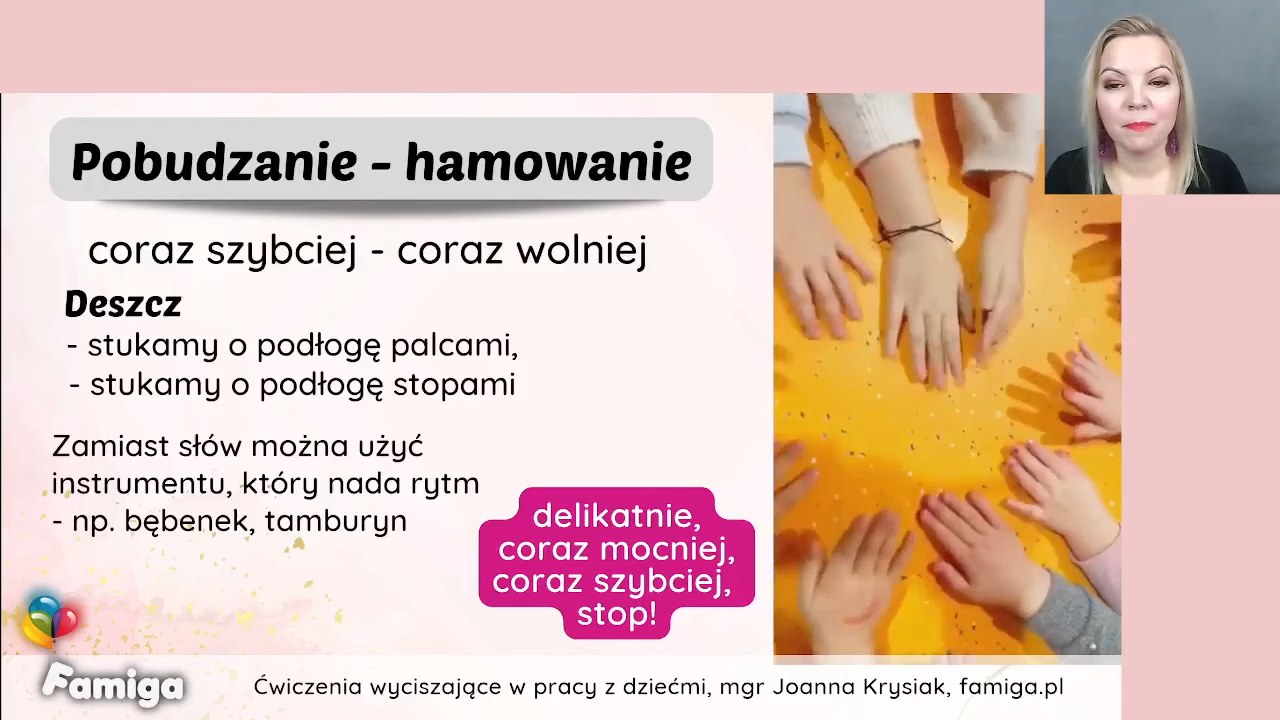 Pobudzanie - hamowanie
coraz szybciej - coraz wolniej
Deszcz
- stukamy o podłogę palcami,
- stukamy o podłogę stopami
Zamiast słów można użyć
instrumentu, który nada rytm
- np. bębenek, tamburyn
delikatnie,
coraz mocniej,
coraz szybciej,
stop!
Famiga
Ćwiczenia wyciszające w pracy z dziećmi, mgr Joanna Krysiak, famiga.pl